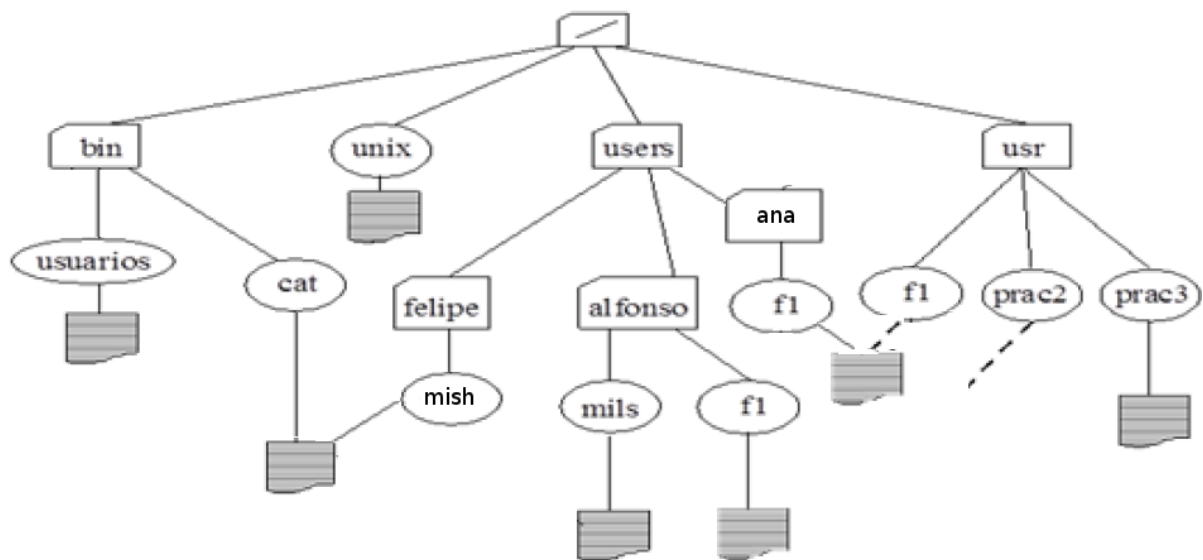 /
bin
unix
users
usr
ana
usuarios
cat
felipe
alfonso
f1
f1
prac2
prac3
mish
mils
f1